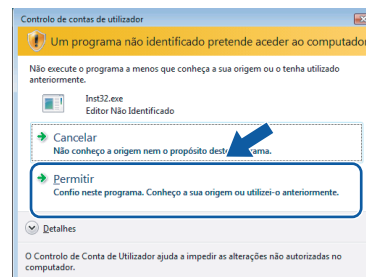 Controlo de contas de utilizador
Um programa não identificado pretende aceder ao computador
Não execute o programa a menos que conheça a sua origem ou o tenha utilizado
anteriormente.
Inst32.exe
Editor Não Identificado
Cancelar
Não conheço a origem nem o propósito deste programa.
Permitir
Confio neste programa. Conheço a sua origem ou utilizei-o anteriormente.
Detalhes
O Controlo de Conta de Utilizador ajuda a impedir as alterações não autorizadas no
computador.